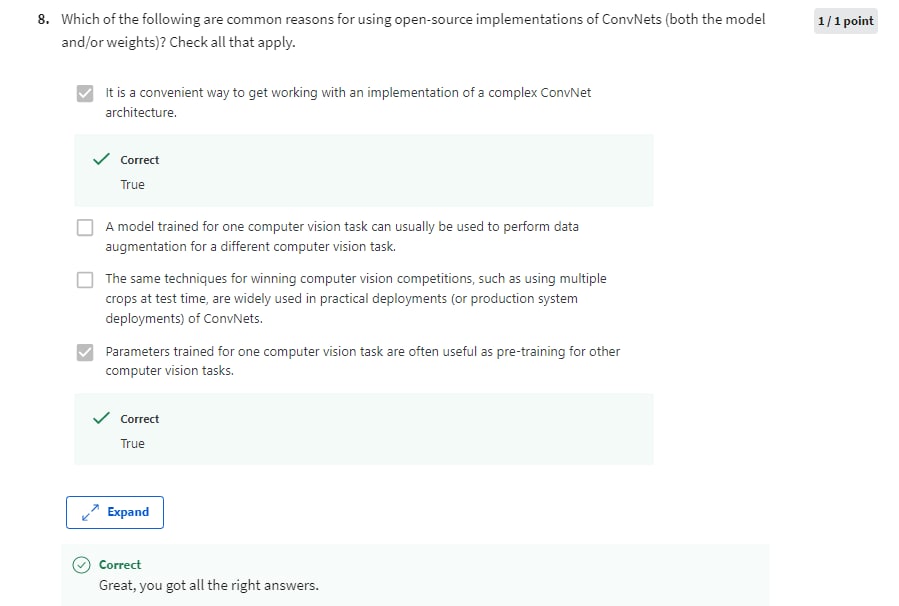 8. Which of the following are common reasons for using open-source implementations of ConvNets (both the model 1 / 1 point
and/or weights)? Check all that apply.
It is a convenient way to get working with an implementation of a complex ConvNet
architecture.
Correct
True
A model trained for one computer vision task can usually be used to perform data
augmentation for a different computer vision task.
The same techniques for winning computer vision competitions, such as using multiple
crops at test time, are widely used in practical deployments (or production system
deployments) of ConvNets.
Parameters trained for one computer vision task are often useful as pre-training for other
computer vision tasks.
Correct
True
Expand
Correct
Great, you got all the right answers.